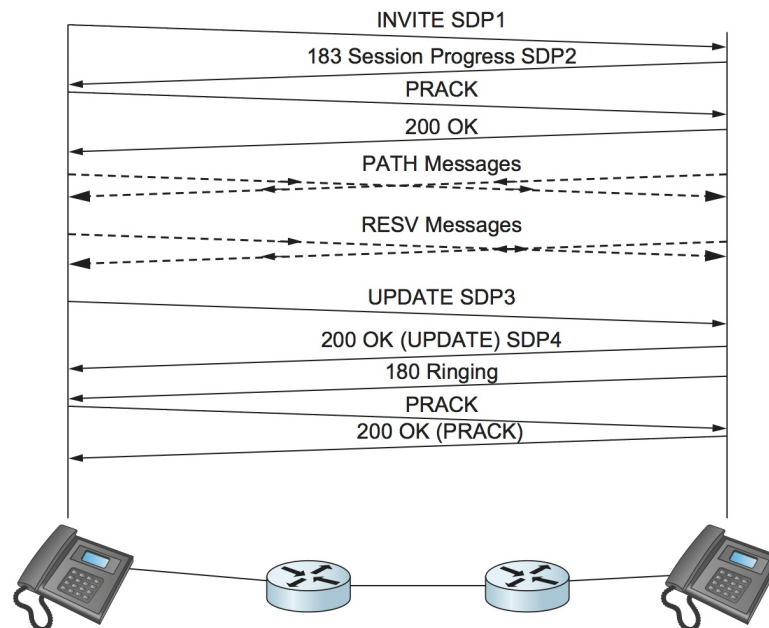 INVITE SDP1
183 Session Progress SDP2
PRACK
200 OK
PATH Messages
RESV Messages
UPDATE SDP3
200 OK (UPDATE) SDP4
180 Ringing
PRACK
200 OK (PRACK)